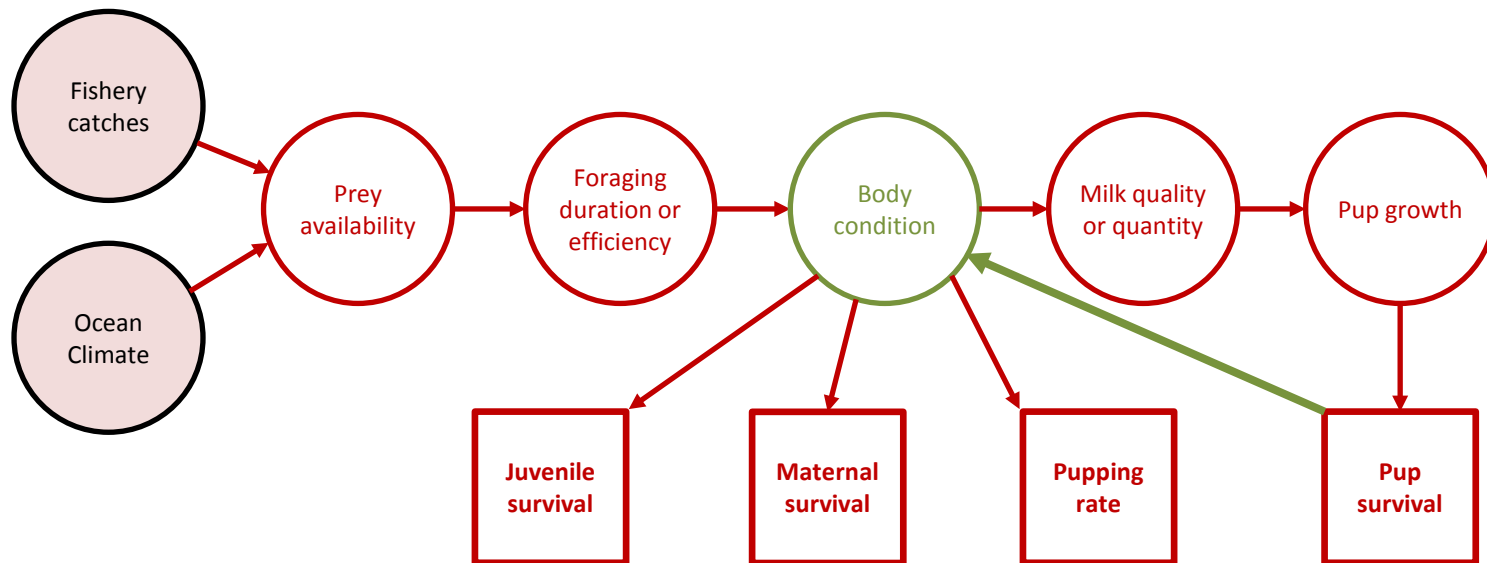 Fishery
catches
Ocean
Climate
Prey
availability
Foraging
duration or
efficiency
Body
condition
Milk quality
or quantity
Pup growth
Juvenile
survival
Maternal
survival
Pupping
rate
Pup
survival